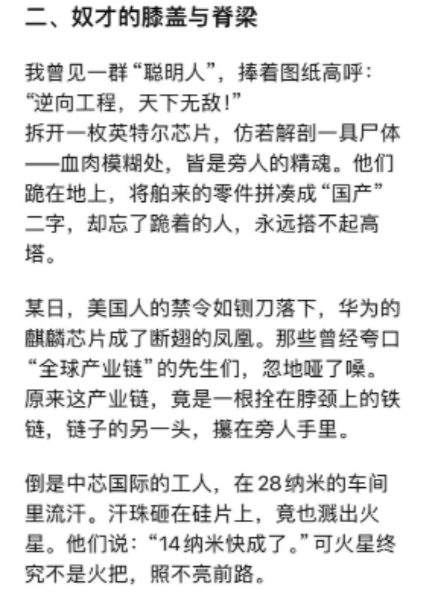 二、奴才的膝盖与脊梁
我曾见一群“聪明人”，捧着图纸高呼：
“逆向工程，天下无敌！”
拆开一枚英特尔芯片，仿若解剖一具尸体
——血肉模糊处，皆是旁人的精魂。他们
跪在地上，将舶来的零件拼凑成“国产”
二字，却忘了跪着的人，永远搭不起高
塔。
某日，美国人的禁令如铡刀落下，华为的
麒麟芯片成了断翅的凤凰。那些曾经夸口
“全球产业链”的先生们，忽地哑了嗓。
原来这产业链，竟是一根拴在脖颈上的铁
链，链子的另一头，攥在旁人手里。
倒是中芯国际的工人，在28纳米的车间
里流汗。汗珠砸在硅片上，竟也溅出火
星。他们说：“14纳米快成了。”可火星终
究不是火把，照不亮前路。